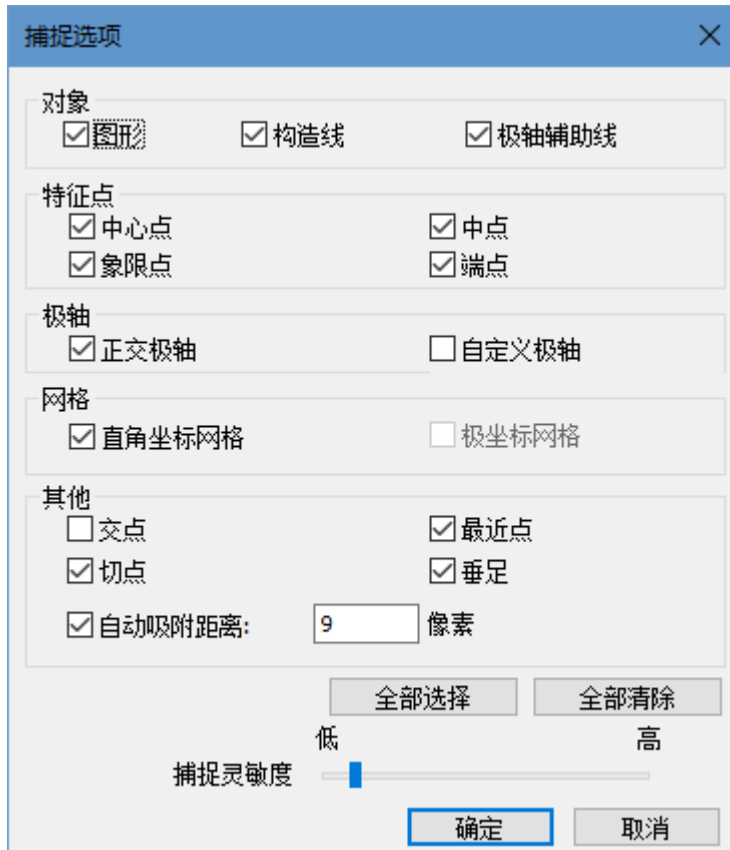 捕捉选项
对象
图形 构造线 极轴辅助线
特征点
中心点 中点
象限点 端点
极轴
正交极轴 自定义极轴
网格
直角坐标网格 极坐标网格
其他
交点 最近点
切点 垂足
自动吸附距离: 9 像素
全部选择 全部清除
低 高
捕捉灵敏度
确定 取消